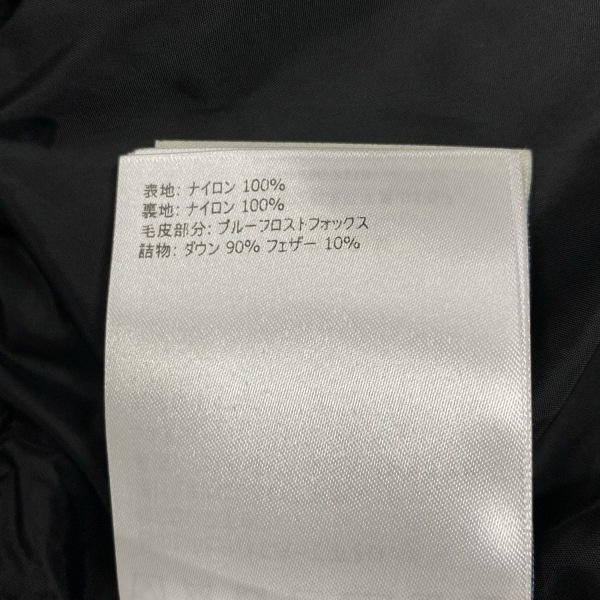 表地: ナイロン 100%
裏地: ナイロン 100%
毛皮部分: ブルーフロストフォックス
詰物: ダウン 90% フェザー 10%